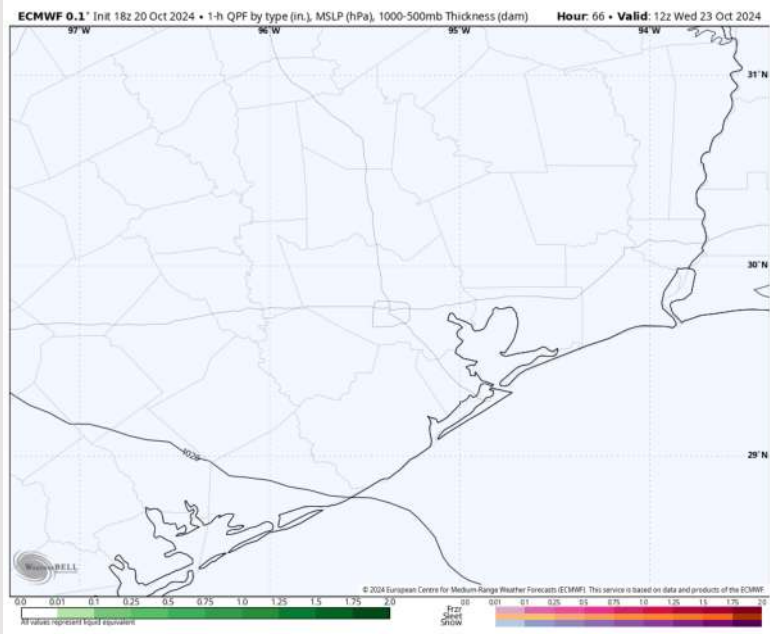 ECMWF 0.1° Init 18z 20 Oct 2024 • 1-h QPF by type (in.), MSLP (hPa), 1000-500mb Thickness (dam) Hour: 66 • Valid: 12z Wed 23 Oct 2024
97°W 96°W 95°W 94°W
31°N
30°N
1020
29°N
WeatherBELL
© 2024 European Centre for Medium-Range Weather Forecasts (ECMWF). This service is based on data and products of the ECMWF
0.0 0.01 0.1 0.25 0.5 0.75 1.0 1.25 1.5 1.75 2.0
All values represent liquid equivalent
0.0 0.01 0.1 0.25 0.50 0.75 1.0 1.25 1.5 1.75 2.0
Frzr
Sleet
Snow